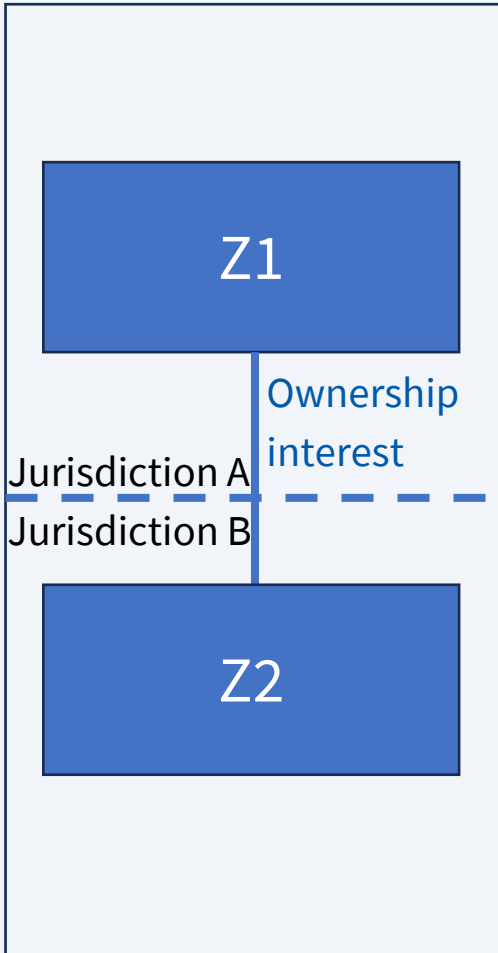 Z1
Ownership
interest
Jurisdiction A
Jurisdiction B
Z2